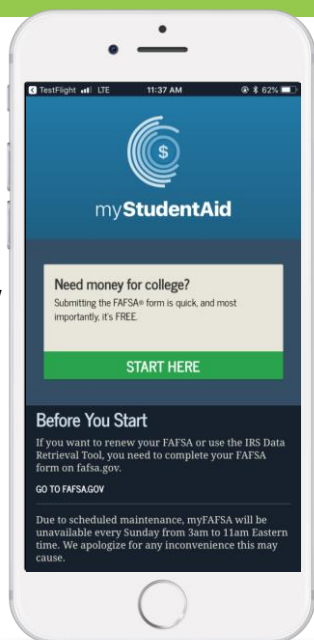 TestFlight LTE 11:37 AM 62%
$
myStudentAid
Need money for college?
Submitting the FAFSA® form is quick, and most
importantly, it's FREE.
START HERE
Before You Start
If you want to renew your FAFSA or use the IRS Data
Retrieval Tool, you need to complete your FAFSA
form on fafsa.gov.
GO TO FAFSA.GOV
Due to scheduled maintenance, myFAFSA will be
unavailable every Sunday from 3am to 11am Eastern
time. We apologize for any inconvenience this may
cause.